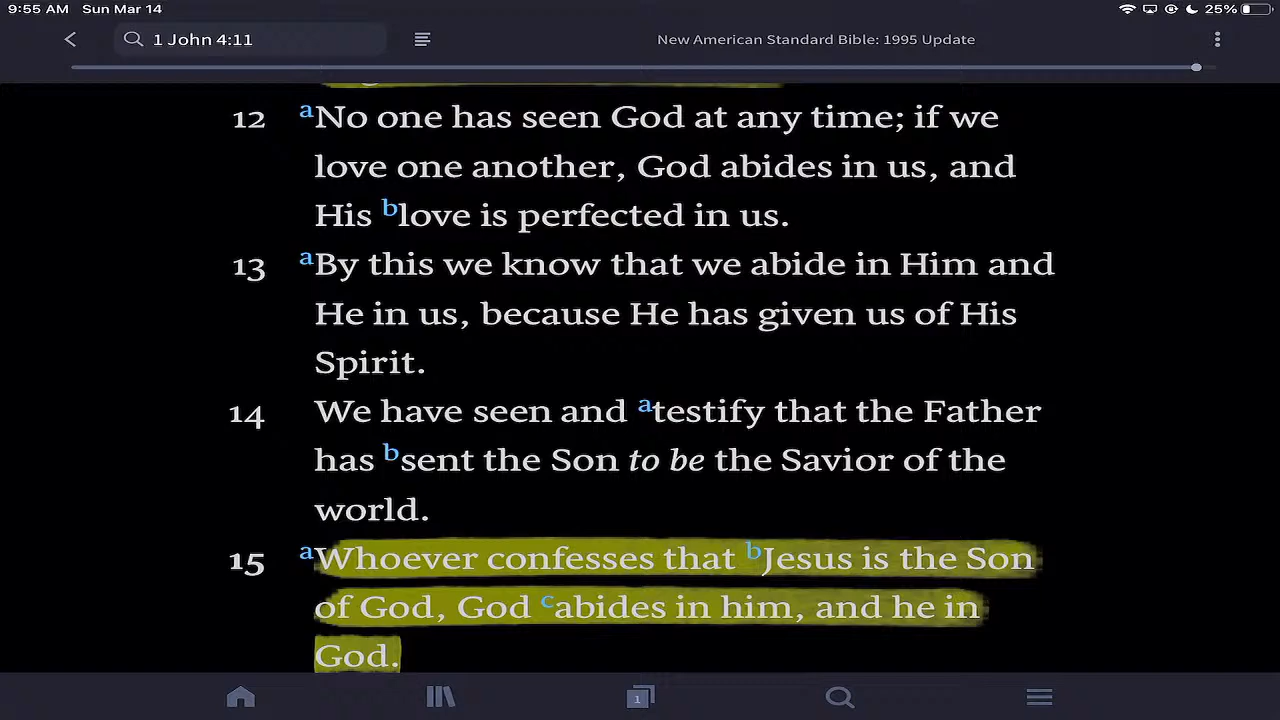 9:55 AM Sun Mar 14 25%
1 John 4:11 New American Standard Bible: 1995 Update
12 aNo one has seen God at any time; if we
love one another, God abides in us, and
His blove is perfected in us.
13 aBy this we know that we abide in Him and
He in us, because He has given us of His
Spirit.
14 We have seen and atestify that the Father
has bsent the Son to be the Savior of the
world.
15 aWhoever confesses that bJesus is the Son
of God, God cabides in him, and he in
God.
1